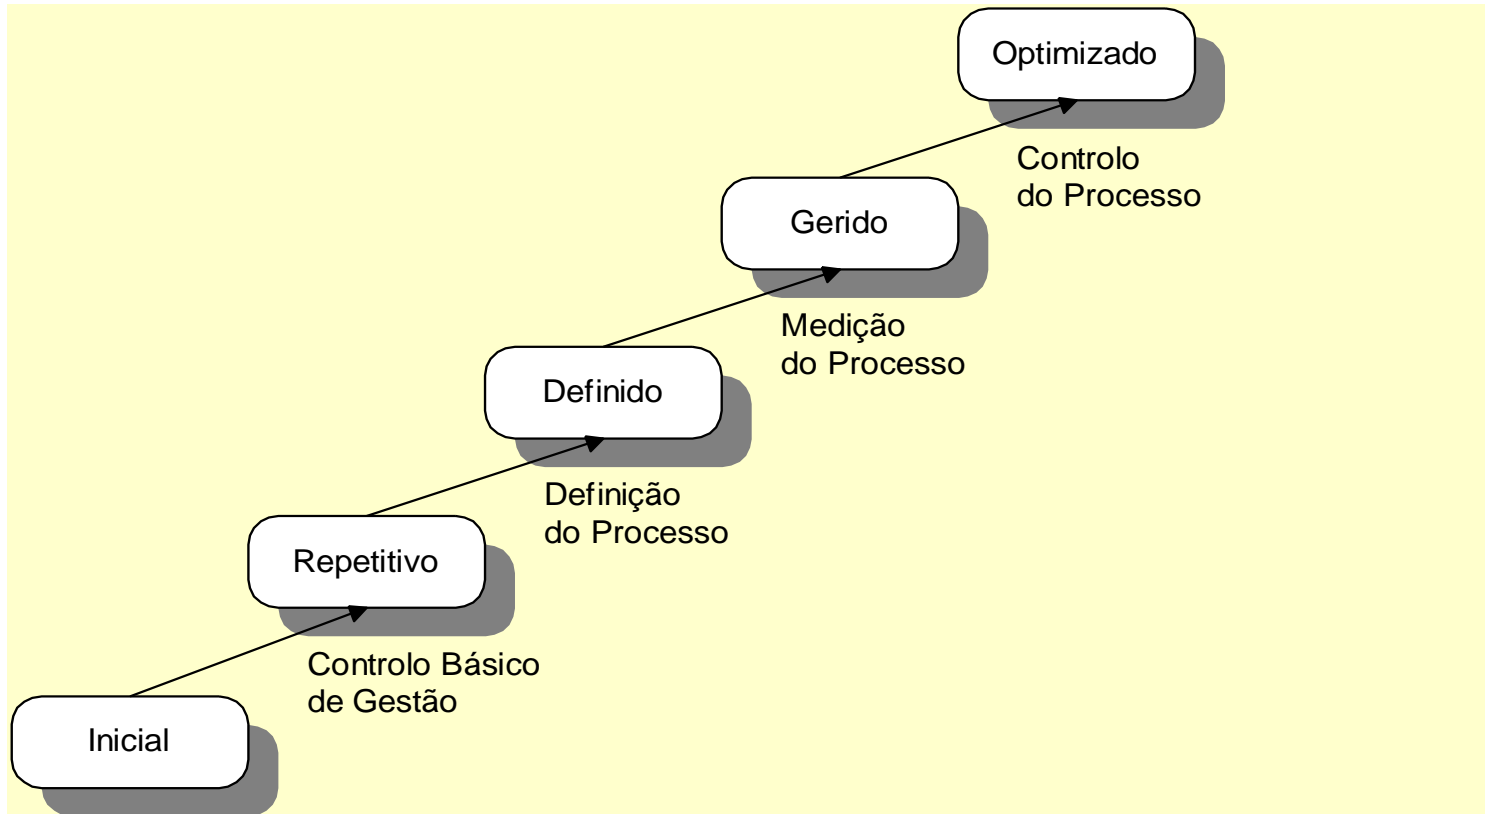 Optimizado
Controlo
do Processo
Gerido
Medição
do Processo
Definido
Definição
do Processo
Repetitivo
Controlo Básico
de Gestão
Inicial